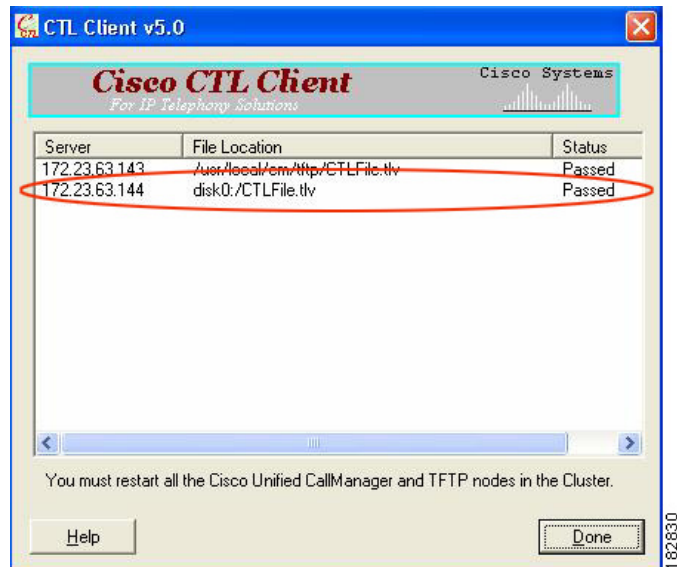 CTL Client v5.0
Cisco CTL Client
For IP Telephony Solutions
Cisco Systems
Server File Location Status
172.23.63.143 /usr/local/cm/tftp/CTLFile.tlv Passed
172.23.63.144 disk0:/CTLFile.tlv Passed
You must restart all the Cisco Unified CallManager and TFTP nodes in the Cluster.
Help Done
182830